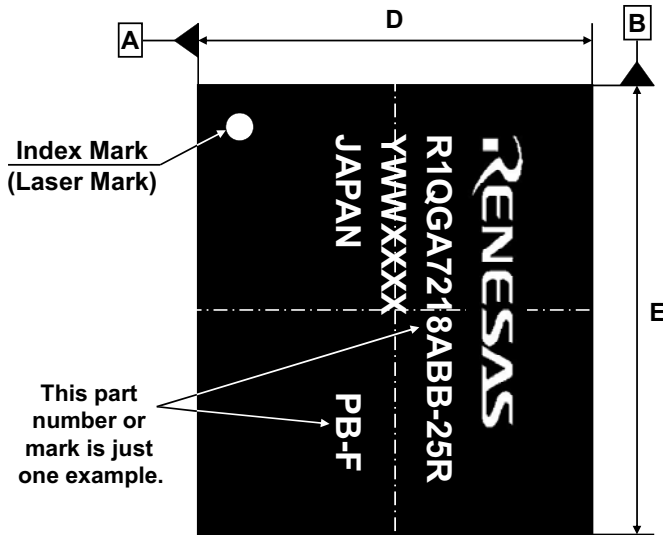 A
D
B
Index Mark
(Laser Mark)
RENESAS
R1QGA7218ABB-25R
YWWXXXX
JAPAN
PB-F
E
This part
number or
mark is just
one example.